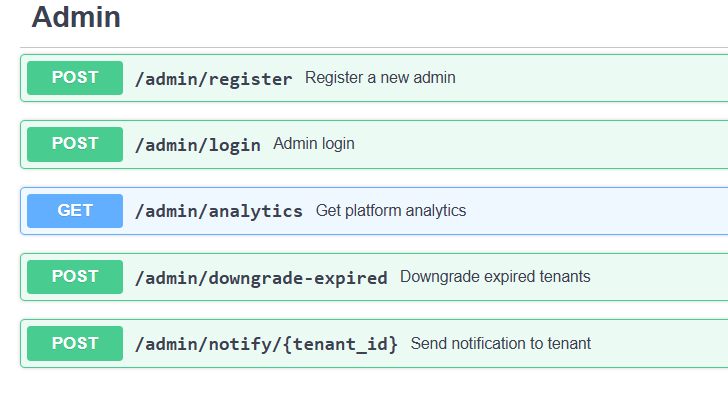 Admin
POST /admin/register Register a new admin
POST /admin/login Admin login
GET /admin/analytics Get platform analytics
POST /admin/downgrade-expired Downgrade expired tenants
POST /admin/notify/{tenant_id} Send notification to tenant